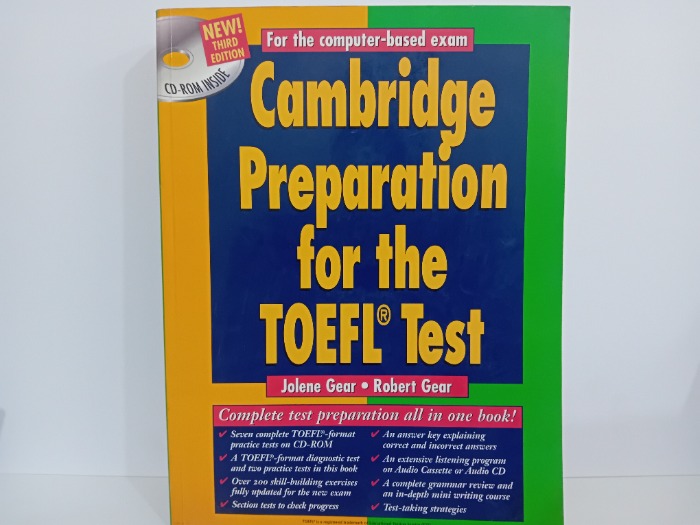 NEW!
THIRD
EDITION
CD-ROM INSIDE
For the computer-based exam
Cambridge
Preparation
for the
TOEFL® Test
Jolene Gear • Robert Gear
Complete test preparation all in one book!
✔ Seven complete TOEFL®-format
practice tests on CD-ROM
✔ A TOEFL®-format diagnostic test
and two practice tests in this book
✔ Over 200 skill-building exercises
fully updated for the new exam
✔ Section tests to check progress
✔ An answer key explaining
correct and incorrect answers
✔ An extensive listening program
on Audio Cassette or Audio CD
✔ A complete grammar review and
an in-depth mini writing course
✔ Test-taking strategies
TOEFL® is a registered trademark